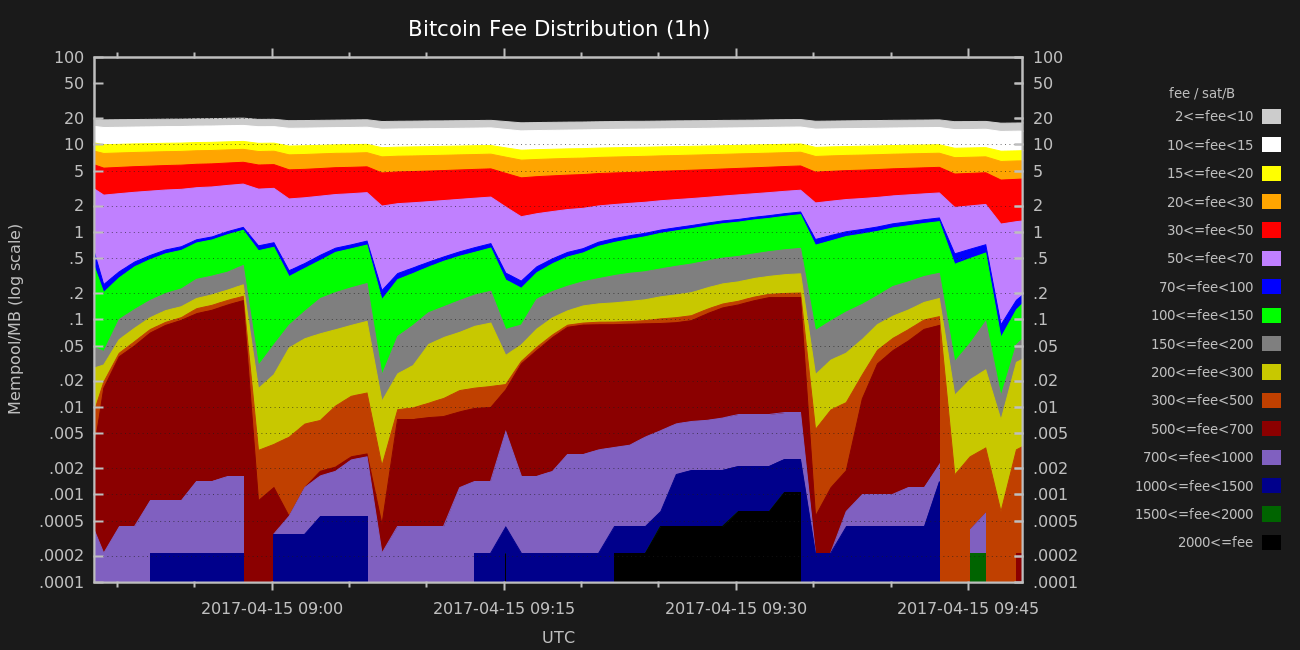 Bitcoin Fee Distribution (1h)
100 100
50 50
20 20
10 10
5 5
2 2
1 1
.5 .5
.2 .2
.1 .1
.05 .05
.02 .02
.01 .01
.005 .005
.002 .002
.001 .001
.0005 .0005
.0002 .0002
.0001 .0001
Mempool/MB (log scale)
2017-04-15 09:00 2017-04-15 09:15 2017-04-15 09:30 2017-04-15 09:45
UTC
fee / sat/B
2<=fee<10
10<=fee<15
15<=fee<20
20<=fee<30
30<=fee<50
50<=fee<70
70<=fee<100
100<=fee<150
150<=fee<200
200<=fee<300
300<=fee<500
500<=fee<700
700<=fee<1000
1000<=fee<1500
1500<=fee<2000
2000<=fee